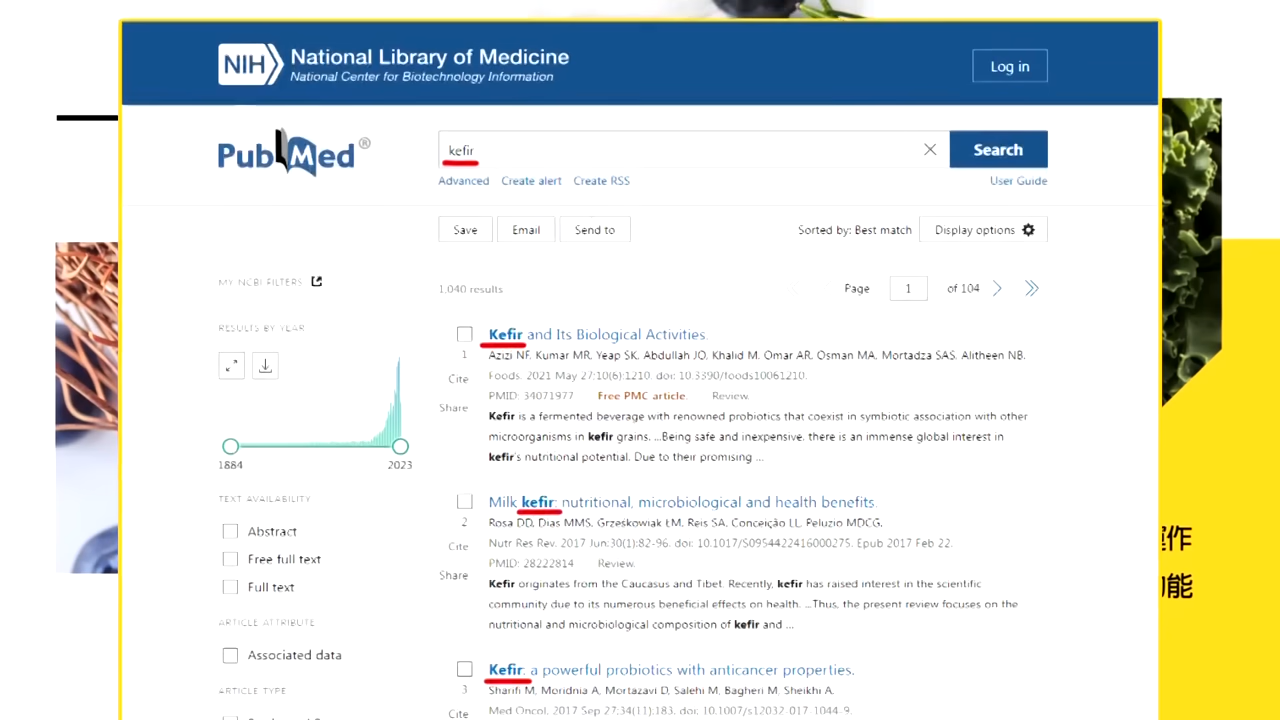 NIH National Library of Medicine
National Center for Biotechnology Information
Log in
PubMed®
kefir
Search
Advanced Create alert Create RSS
User Guide
Save Email Send to
Sorted by: Best match Display options
MY NCBI FILTERS
1,040 results
Page 1 of 104
RESULTS BY YEAR
1884 2023
TEXT AVAILABILITY
Abstract
Free full text
Full text
ARTICLE ATTRIBUTE
Associated data
ARTICLE TYPE
Kefir and Its Biological Activities.
1
Azizi NF, Kumar MR, Yeap SK, Abdullah JO, Khalid M, Omar AR, Osman MA, Mortadza SAS, Alitheen NB.
Cite
Foods. 2021 May 27;10(6):1210. doi: 10.3390/foods10061210.
PMID: 34071977 Free PMC article. Review.
Share
Kefir is a fermented beverage with renowned probiotics that coexist in symbiotic association with other
microorganisms in kefir grains. ...Being safe and inexpensive, there is an immense global interest in
kefir's nutritional potential. Due to their promising ...
Milk kefir: nutritional, microbiological and health benefits.
2
Rosa DD, Dias MMS, Grześkowiak ŁM, Reis SA, Conceição LL, Peluzio MDCG.
Cite
Nutr Res Rev. 2017 Jun;30(1):82-96. doi: 10.1017/S0954422416000275. Epub 2017 Feb 22.
PMID: 28222814 Review.
Share
Kefir originates from the Caucasus and Tibet. Recently, kefir has raised interest in the scientific
community due to its numerous beneficial effects on health. ...Thus, the present review focuses on the
nutritional and microbiological composition of kefir and ...
Kefir: a powerful probiotics with anticancer properties.
3
Sharifi M, Moridnia A, Mortazavi D, Salehi M, Bagheri M, Sheikhi A.
Cite
Med Oncol. 2017 Sep 27;34(11):183. doi: 10.1007/s12032-017-1044-9.
作
能